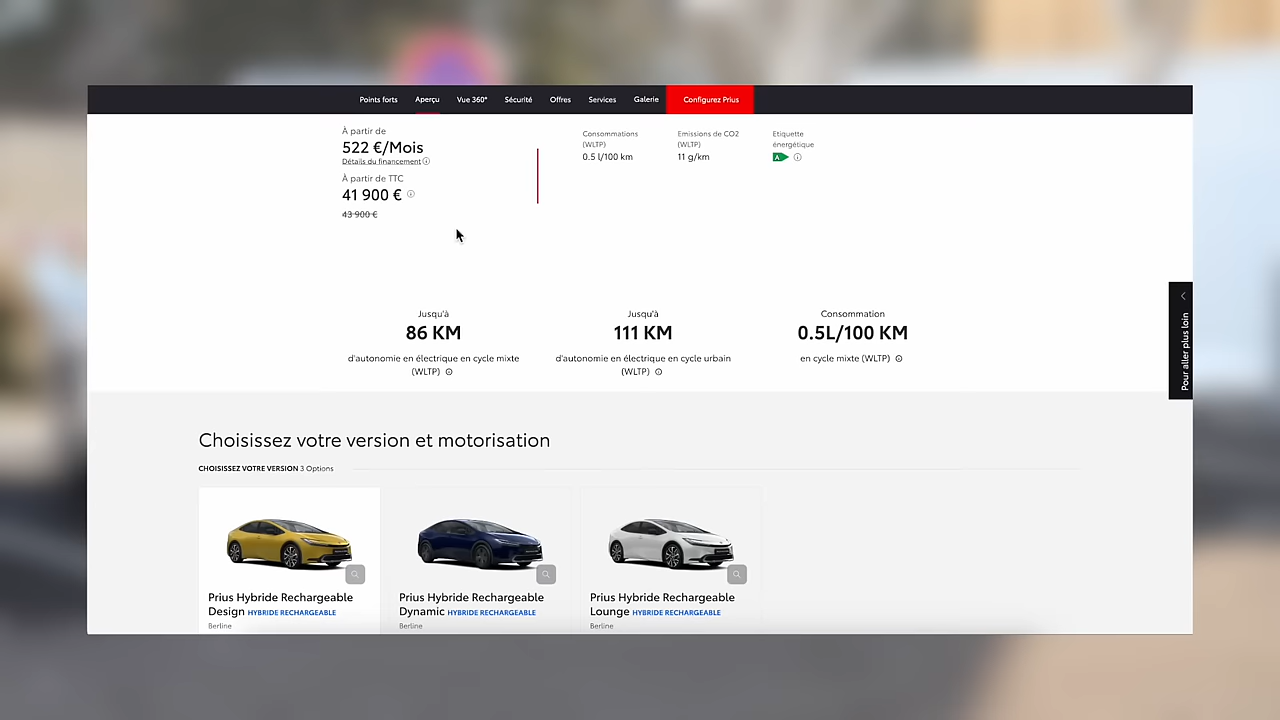 Points forts
Aperçu
Vue 360°
Sécurité
Offres
Services
Galerie
Configurez Prius
À partir de
522 €/Mois
Détails du financement
À partir de TTC
41 900 €
43 900 €
Consommations
(WLTP)
0.5 l/100 km
Emissions de CO2
(WLTP)
11 g/km
Etiquette
énergétique
A
Jusqu'à
86 KM
d'autonomie en électrique en cycle mixte
(WLTP)
Jusqu'à
111 KM
d'autonomie en électrique en cycle urbain
(WLTP)
Consommation
0.5L/100 KM
en cycle mixte (WLTP)
Pour aller plus loin
Choisissez votre version et motorisation
CHOISISSEZ VOTRE VERSION 3 Options
Prius Hybride Rechargeable
Design HYBRIDE RECHARGEABLE
Berline
Prius Hybride Rechargeable
Dynamic HYBRIDE RECHARGEABLE
Berline
Prius Hybride Rechargeable
Lounge HYBRIDE RECHARGEABLE
Berline